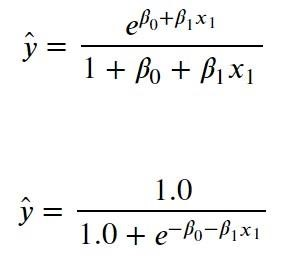 ŷ = e^{β₀+β₁x₁} / (1 + β₀ + β₁x₁)
ŷ = 1.0 / (1.0 + e^{−β₀−β₁x₁})